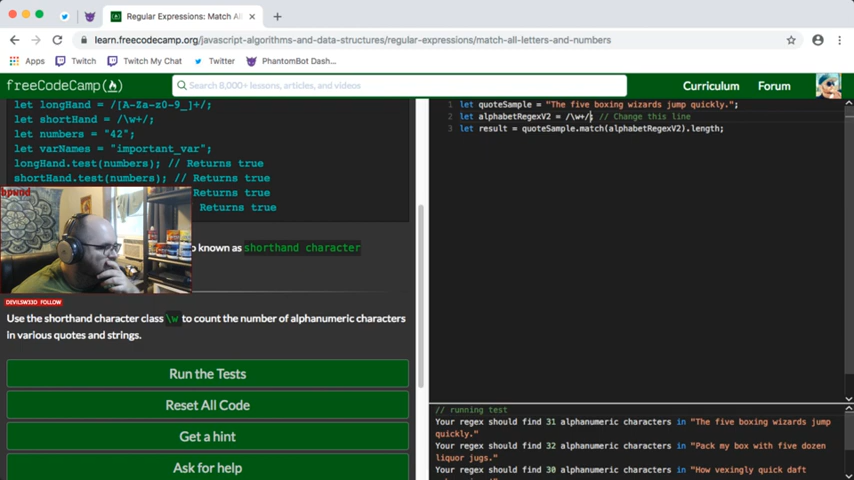 Regular Expressions: Match All
learn.freecodecamp.org/javascript-algorithms-and-data-structures/regular-expressions/match-all-letters-and-numbers
Apps Twitch Twitch My Chat Twitter PhantomBot Dash...
freeCodeCamp
Search 8,000+ lessons, articles, and videos
Curriculum Forum
let longHand = /[A-Za-z0-9_]+/;
let shortHand = /\w+/;
let numbers = "42";
let varNames = "important_var";
longHand.test(numbers); // Returns true
shortHand.test(numbers); // Returns true
Returns true
Returns true
known as shorthand character
DEVILSW33D FOLLOW
Use the shorthand character class \w to count the number of alphanumeric characters
in various quotes and strings.
Run the Tests
Reset All Code
Get a hint
Ask for help
1 let quoteSample = "The five boxing wizards jump quickly.";
2 let alphabetRegexV2 = /\w+/; // Change this line
3 let result = quoteSample.match(alphabetRegexV2).length;
// running test
Your regex should find 31 alphanumeric characters in "The five boxing wizards jump
quickly."
Your regex should find 32 alphanumeric characters in "Pack my box with five dozen
liquor jugs."
Your regex should find 30 alphanumeric characters in "How vexingly quick daft